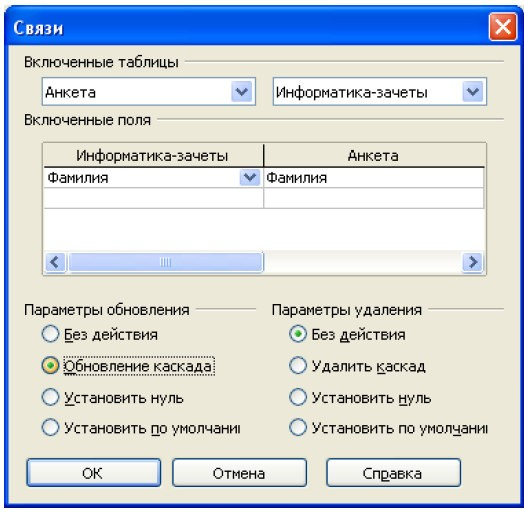 Связи
Включенные таблицы
Анкета Информатика-зачеты
Включенные поля
Информатика-зачеты Анкета
Фамилия Фамилия
Параметры обновления Параметры удаления
Без действия Без действия
Обновление каскада Удалить каскад
Установить нуль Установить нуль
Установить по умолчани Установить по умолчани
ОК Отмена Справка